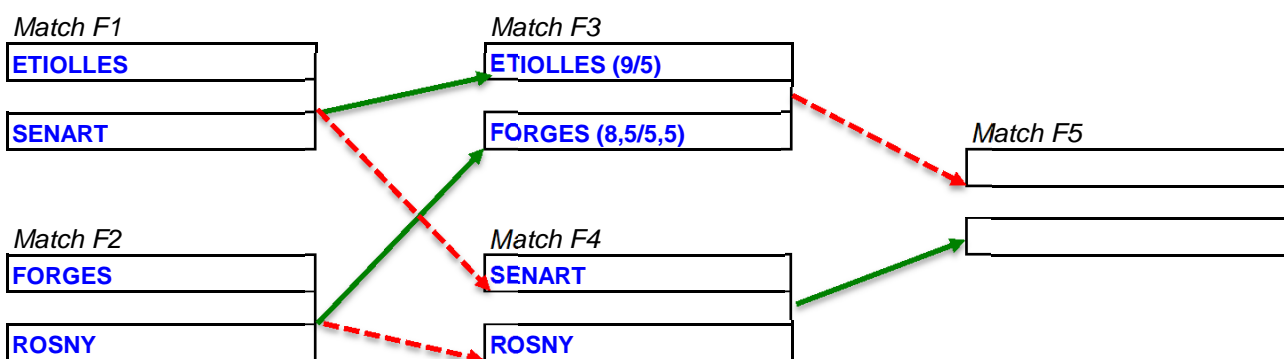 Match F1
ETIOLLES
SENART
Match F2
FORGES
ROSNY
Match F3
ETIOLLES (9/5)
FORGES (8,5/5,5)
Match F4
SENART
ROSNY
Match F5